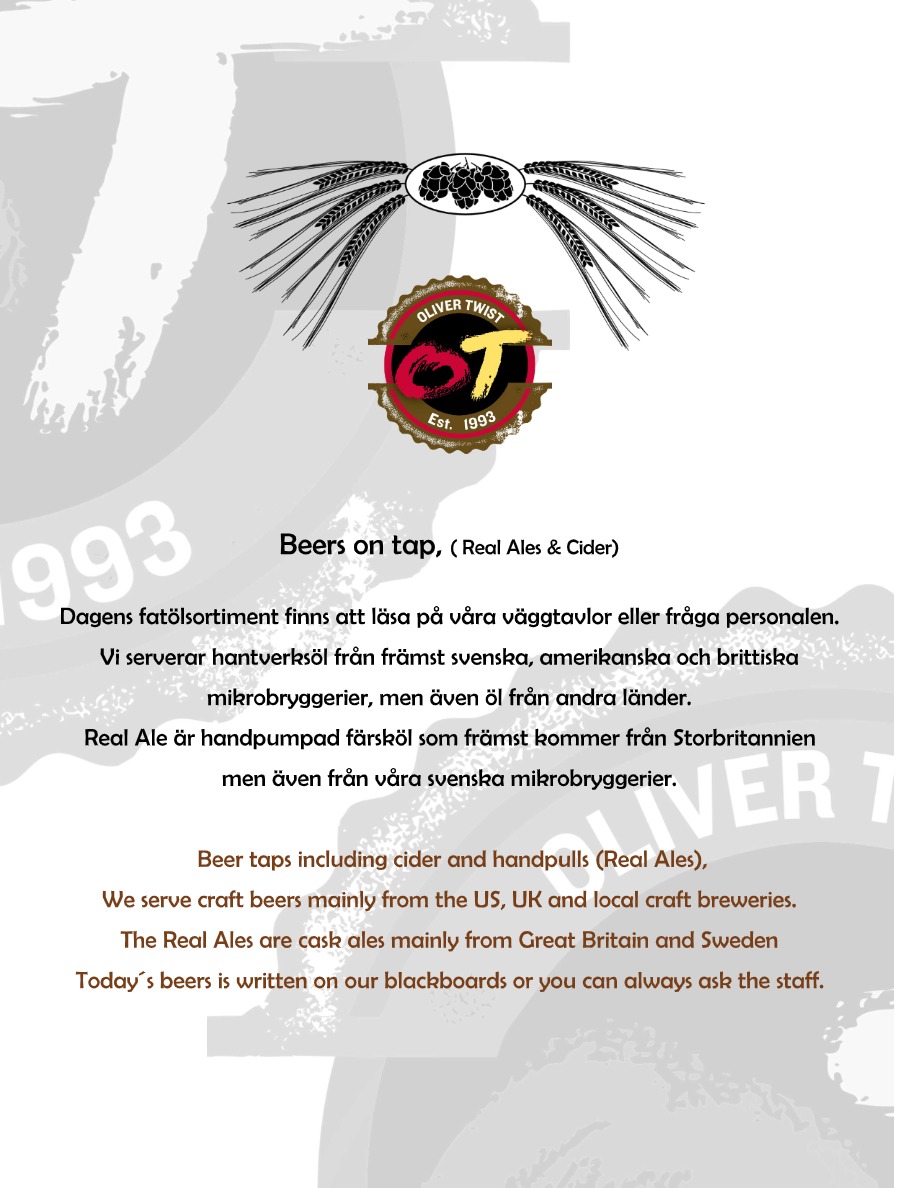 OLIVER TWIST
OT
Est. 1993
1993
Beers on tap, ( Real Ales & Cider)
Dagens fatölsortiment finns att läsa på våra väggtavlor eller fråga personalen.
Vi serverar hantverksöl från främst svenska, amerikanska och brittiska
mikrobryggerier, men även öl från andra länder.
Real Ale är handpumpad färsköl som främst kommer från Storbritannien
men även från våra svenska mikrobryggerier.
OLIVER T
Beer taps including cider and handpulls (Real Ales),
We serve craft beers mainly from the US, UK and local craft breweries.
The Real Ales are cask ales mainly from Great Britain and Sweden
Today´s beers is written on our blackboards or you can always ask the staff.